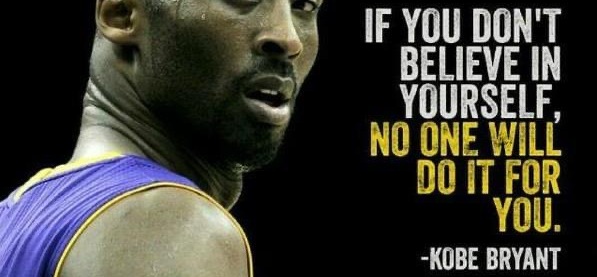 IF YOU DON'T
BELIEVE IN
YOURSELF,
NO ONE WILL
DO IT FOR
YOU.
-KOBE BRYANT